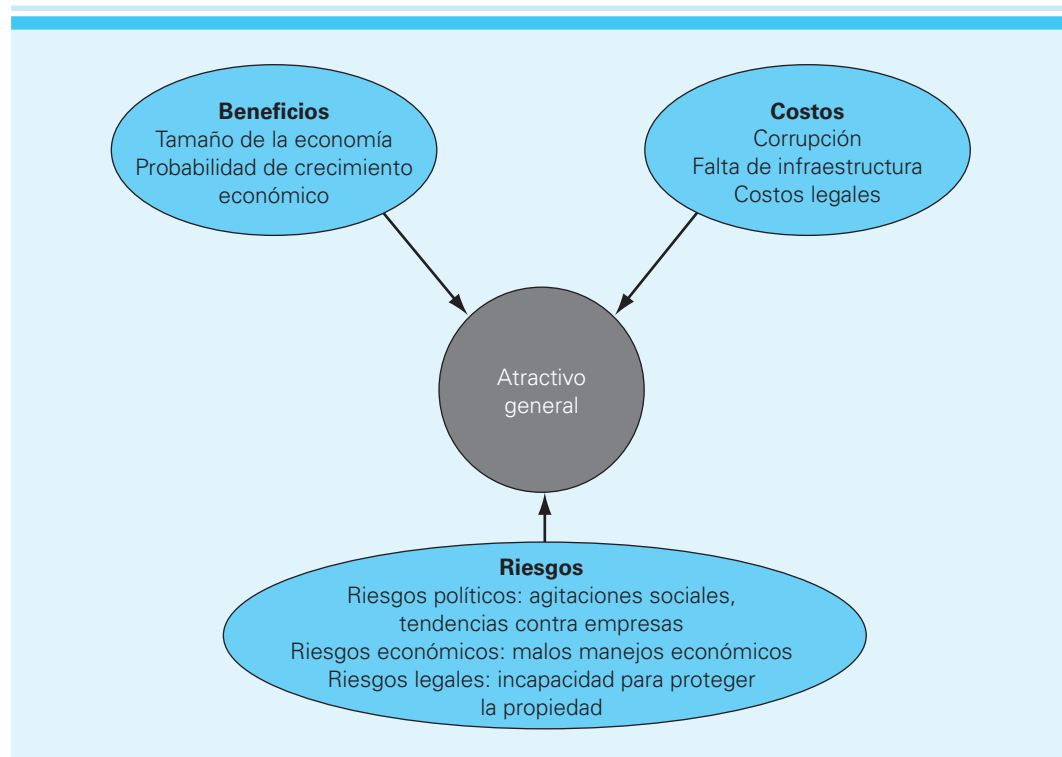 Beneficios
Tamaño de la economía
Probabilidad de crecimiento
económico
Costos
Corrupción
Falta de infraestructura
Costos legales
Atractivo
general
Riesgos
Riesgos políticos: agitaciones sociales,
tendencias contra empresas
Riesgos económicos: malos manejos económicos
Riesgos legales: incapacidad para proteger
la propiedad